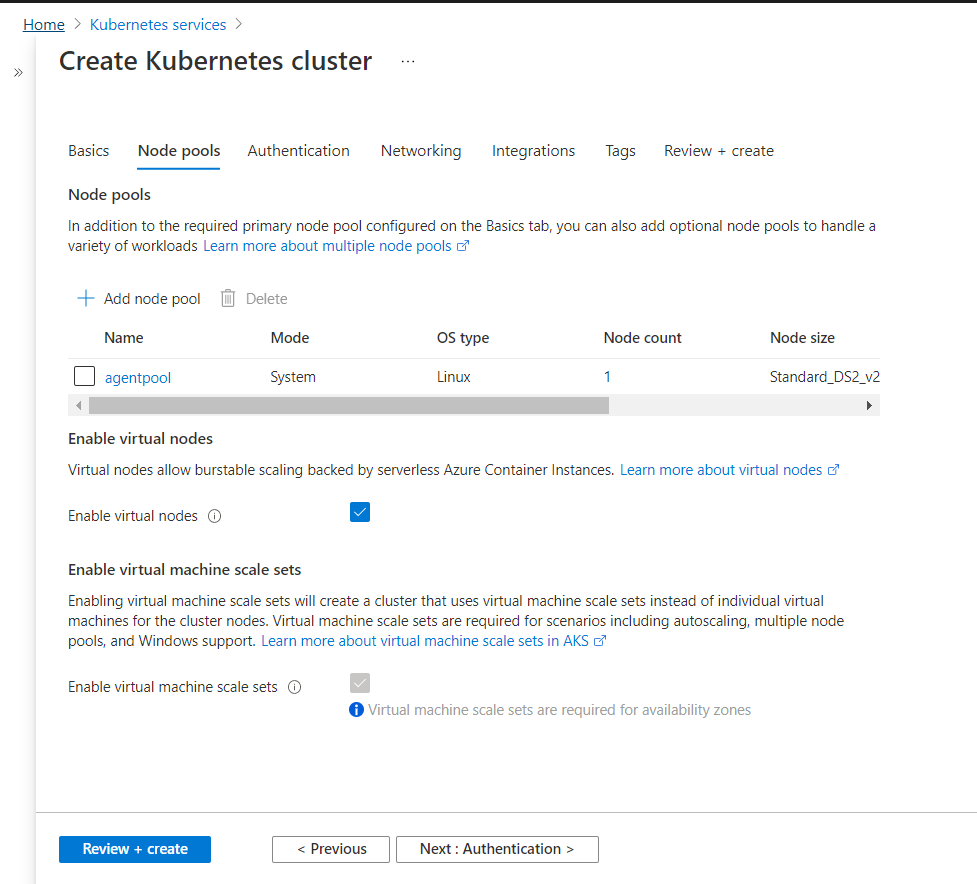 Home > Kubernetes services >
»
Create Kubernetes cluster ...
Basics Node pools Authentication Networking Integrations Tags Review + create
Node pools
In addition to the required primary node pool configured on the Basics tab, you can also add optional node pools to handle a
variety of workloads Learn more about multiple node pools
+ Add node pool Delete
Name Mode OS type Node count Node size
agentpool System Linux 1 Standard_DS2_v2
Enable virtual nodes
Virtual nodes allow burstable scaling backed by serverless Azure Container Instances. Learn more about virtual nodes
Enable virtual nodes
Enable virtual machine scale sets
Enabling virtual machine scale sets will create a cluster that uses virtual machine scale sets instead of individual virtual
machines for the cluster nodes. Virtual machine scale sets are required for scenarios including autoscaling, multiple node
pools, and Windows support. Learn more about virtual machine scale sets in AKS
Enable virtual machine scale sets
Virtual machine scale sets are required for availability zones
Review + create < Previous Next : Authentication >